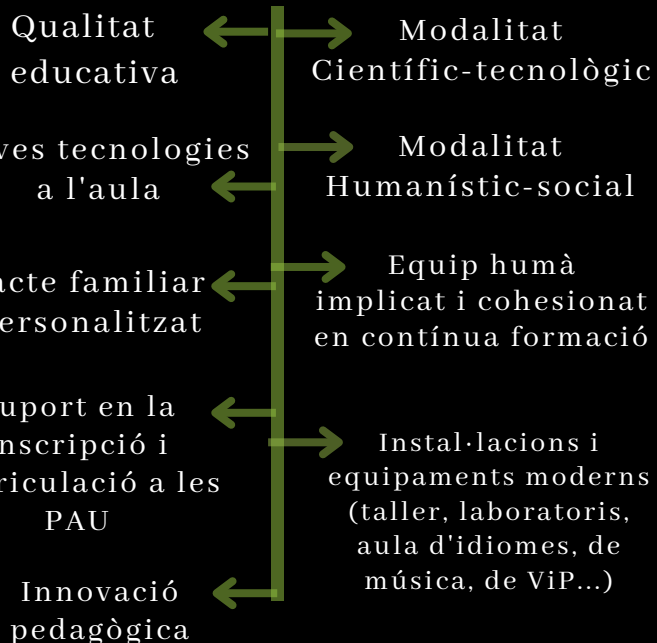 Qualitat
educativa
ves tecnologies
a l'aula
acte familiar
ersonalitzat
uport en la
nscripció i
riculació a les
PAU
Innovació
pedagògica
Modalitat
Científic-tecnològic
Modalitat
Humanístic-social
Equip humà
implicat i cohesionat
en contínua formació
Instal·lacions i
equipaments moderns
(taller, laboratoris,
aula d'idiomes, de
música, de ViP...)